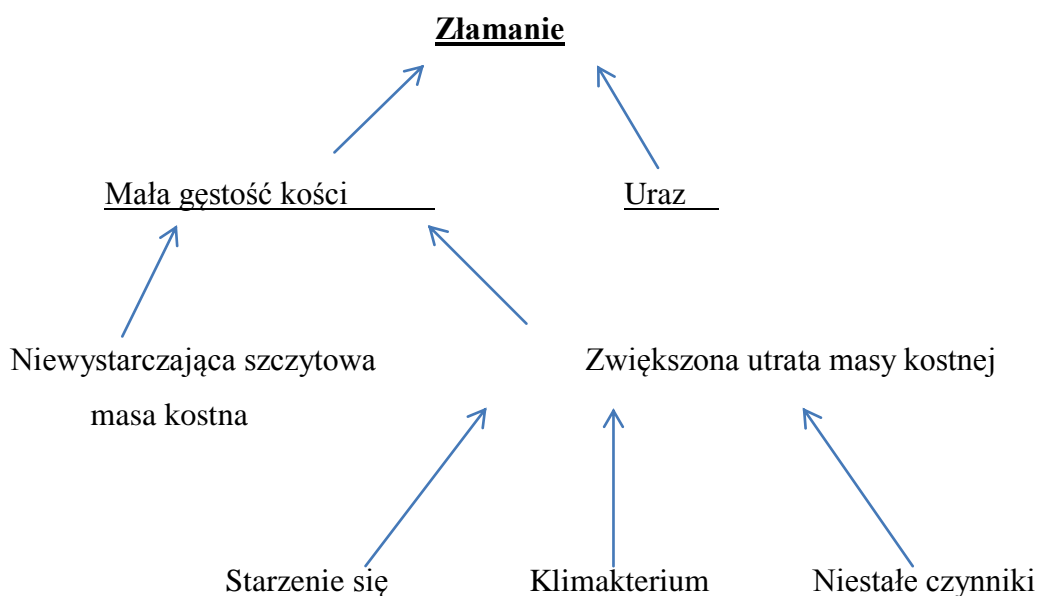 Złamanie
Mała gęstość kości
Uraz
Niewystarczająca szczytowa
masa kostna
Zwiększona utrata masy kostnej
Starzenie się
Klimakterium
Niestałe czynniki